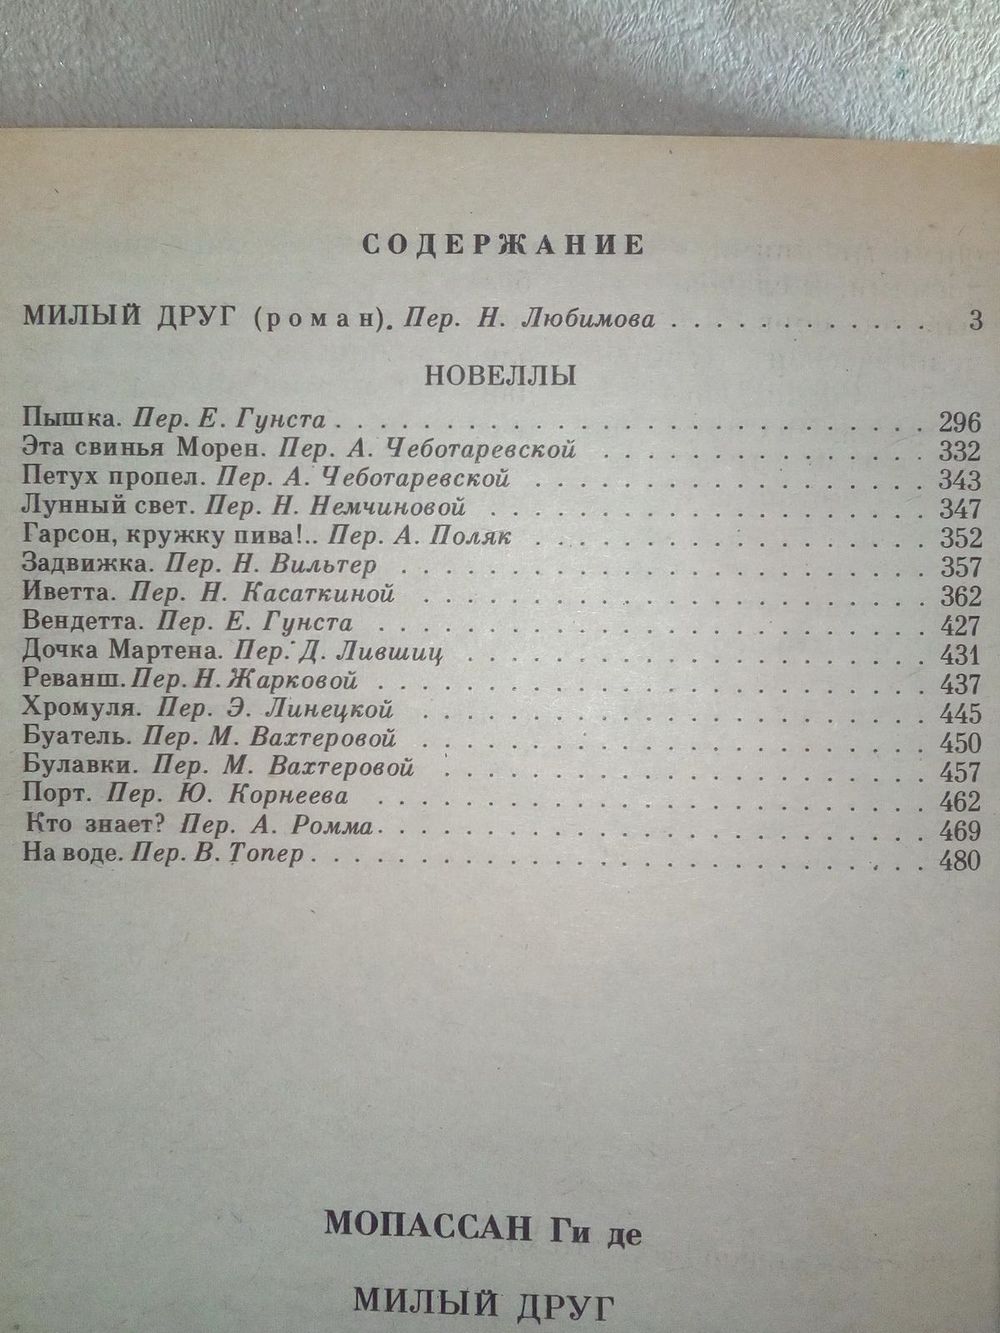 СОДЕРЖАНИЕ
МИЛЫЙ ДРУГ (роман). Пер. Н. Любимова . . . . . . . . . . . . 3
НОВЕЛЛЫ
Пышка. Пер. Е. Гунста . . . . . . . . . . . . . . . . . . . . 296
Эта свинья Морен. Пер. А. Чеботаревской . . . . . . . . . . . 332
Петух пропел. Пер. А. Чеботаревской . . . . . . . . . . . . . 343
Лунный свет. Пер. Н. Немчиновой . . . . . . . . . . . . . . . 347
Гарсон, кружку пива!.. Пер. А. Поляк . . . . . . . . . . . . . 352
Задвижка. Пер. Н. Вильтер . . . . . . . . . . . . . . . . . . 357
Иветта. Пер. Н. Касаткиной . . . . . . . . . . . . . . . . . 362
Вендетта. Пер. Е. Гунста . . . . . . . . . . . . . . . . . . 427
Дочка Мартена. Пер. Д. Лившиц . . . . . . . . . . . . . . . . 431
Реванш. Пер. Н. Жарковой . . . . . . . . . . . . . . . . . . 437
Хромуля. Пер. Э. Линецкой . . . . . . . . . . . . . . . . . 445
Буатель. Пер. М. Вахтеровой . . . . . . . . . . . . . . . . . 450
Булавки. Пер. М. Вахтеровой . . . . . . . . . . . . . . . . 457
Порт. Пер. Ю. Корнеева . . . . . . . . . . . . . . . . . . . 462
Кто знает? Пер. А. Ромма . . . . . . . . . . . . . . . . . . 469
На воде. Пер. В. Топер . . . . . . . . . . . . . . . . . . . 480
МОПАССАН Ги де
МИЛЫЙ ДРУГ